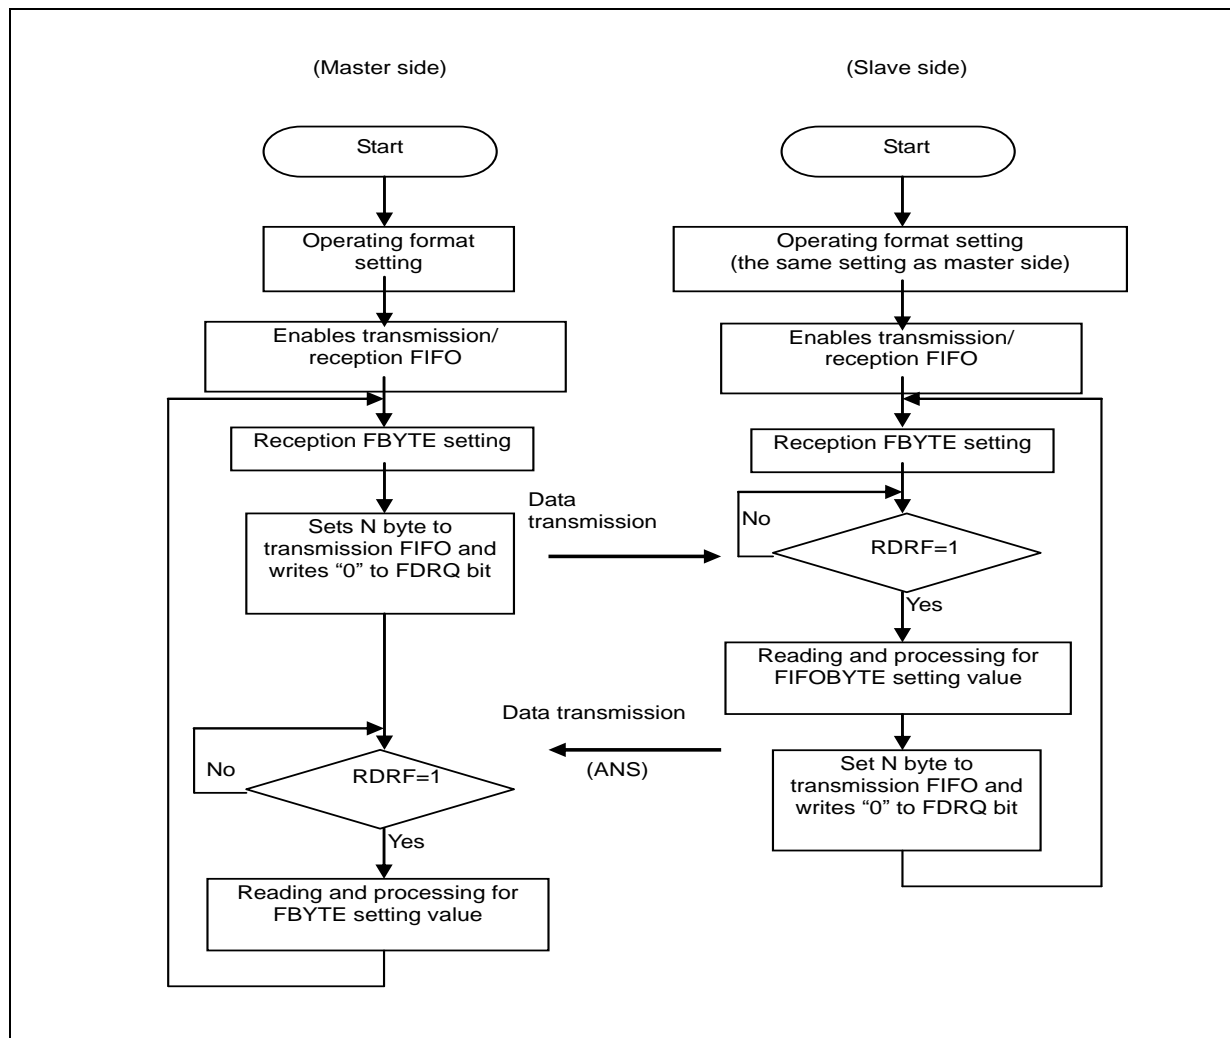 (Master side)
Start
Operating format
setting
Enables transmission/
reception FIFO
Reception FBYTE setting
Sets N byte to
transmission FIFO and
writes “0” to FDRQ bit
Data
transmission
Data transmission
(ANS)
No
RDRF=1
Yes
Reading and processing for
FBYTE setting value
(Slave side)
Start
Operating format setting
(the same setting as master side)
Enables transmission/
reception FIFO
Reception FBYTE setting
No
RDRF=1
Yes
Reading and processing for
FIFOBYTE setting value
Set N byte to
transmission FIFO and
writes “0” to FDRQ bit